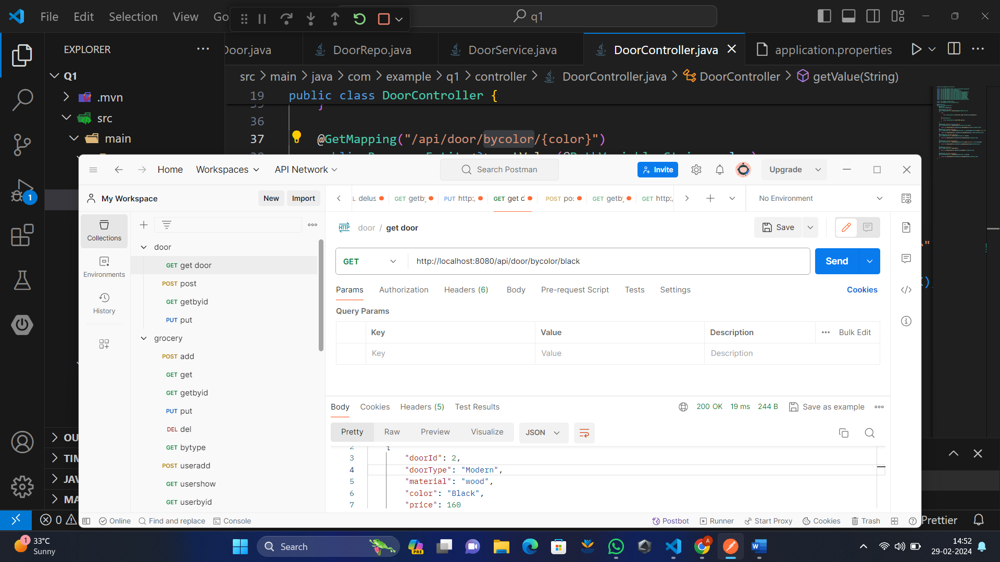 File Edit Selection View Go
q1
EXPLORER
Q1
.mvn
src
main
Door.java
DoorRepo.java
DoorService.java
DoorController.java
application.properties
src > main > java > com > example > q1 > controller > DoorController.java > DoorController > getValue(String)
19 public class DoorController {
36
37 @GetMapping("/api/door/bycolor/{color}")
1
OU
TIM
JAV
MA
0
Prettier
Home Workspaces API Network
Search Postman
Invite
Upgrade
My Workspace
New Import
delus
GET getby
PUT http:/
GET get d
POST pos
GET getby
GET http:/
No Environment
Collections
Environments
History
door
GET get door
POST post
GET getbyid
PUT put
grocery
POST add
GET get
GET getbyid
PUT put
DEL del
GET bytype
POST useradd
GET usershow
GET userbyid
HTTP door / get door
Save
GET http://localhost:8080/api/door/bycolor/black
Send
Params Authorization Headers (6) Body Pre-request Script Tests Settings
Cookies
Query Params
Key Value Description Bulk Edit
Key Value Description
Body Cookies Headers (5) Test Results
200 OK 19 ms 244 B Save as example
Pretty Raw Preview Visualize JSON
2 {
3 "doorId": 2,
4 "doorType": "Modern",
5 "material": "wood",
6 "color": "Black",
7 "price": 160
Online Find and replace Console
Postbot Runner Start Proxy Cookies Trash
1
33°C
Sunny
Search
PRE
A
14:52
29-02-2024